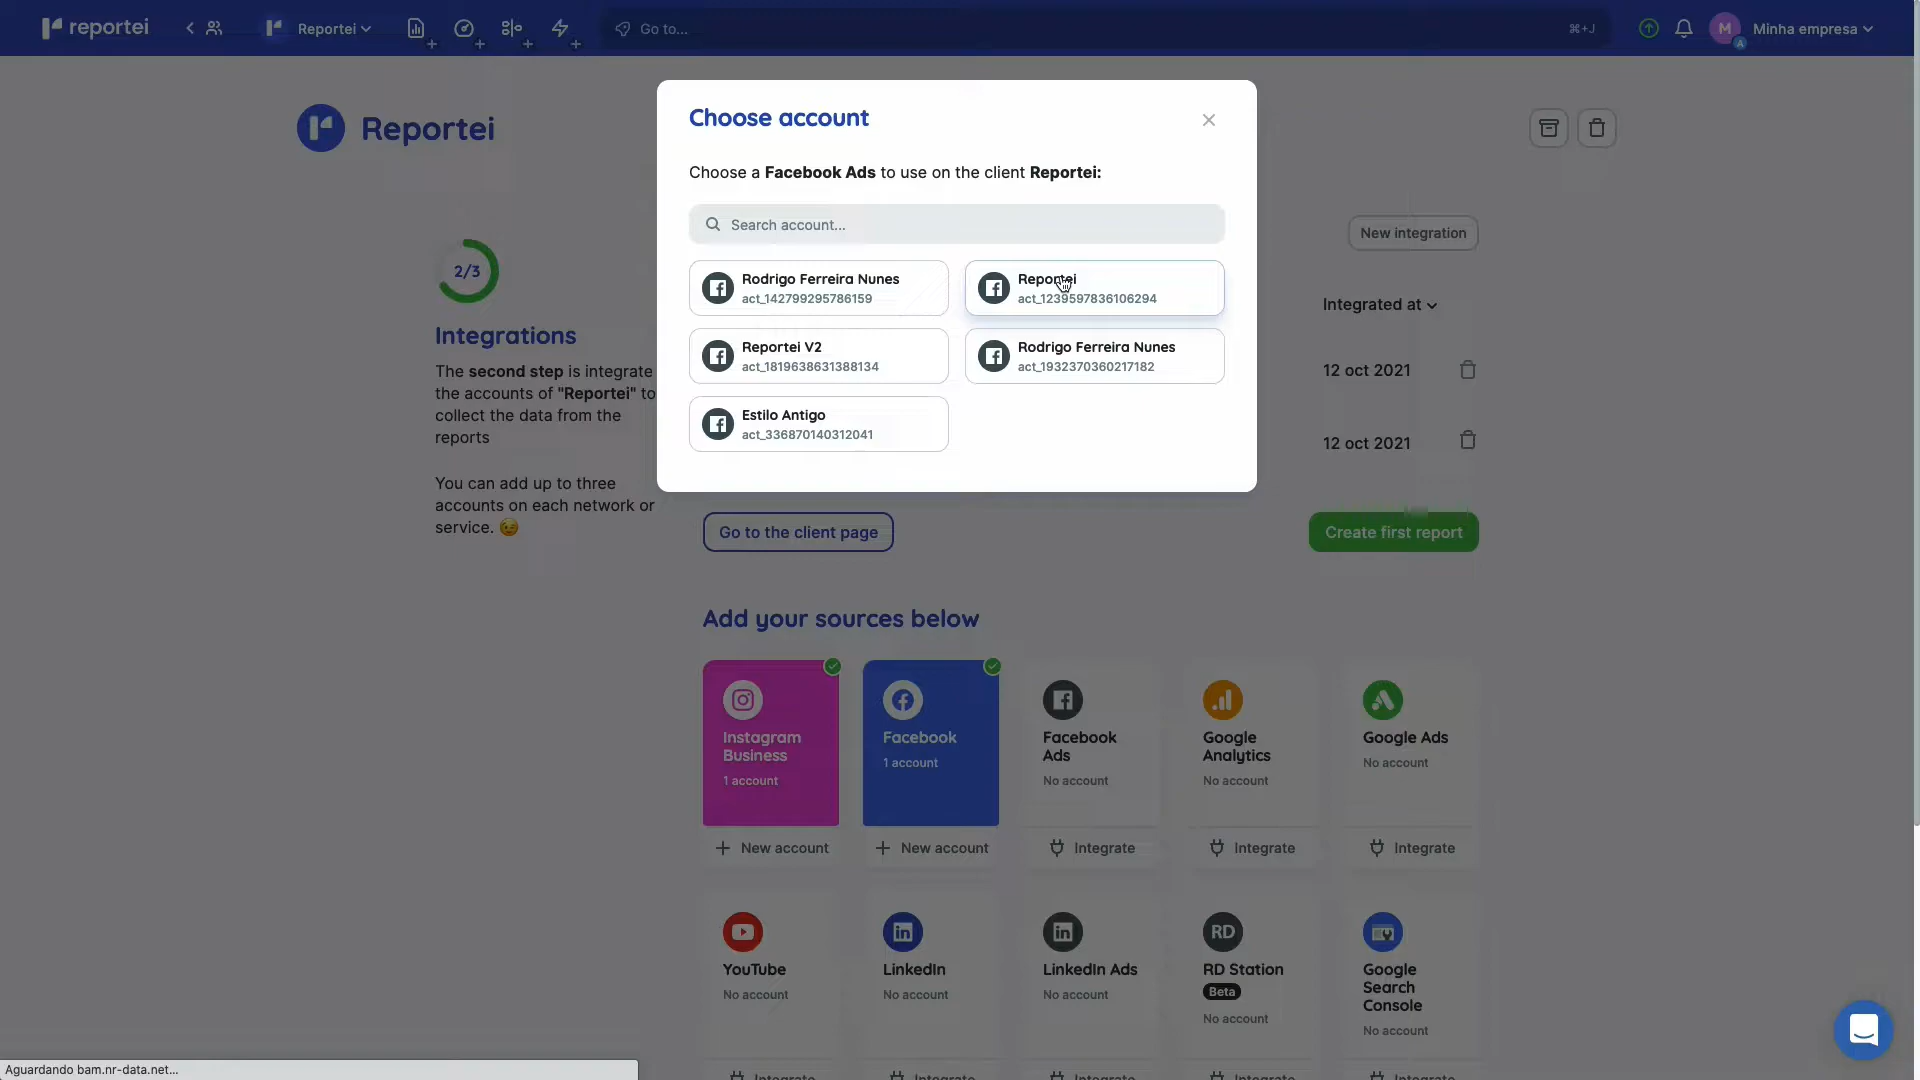 reportei
Reportei
Go to...
⌘+J
M
A
Minha empresa
Reportei
Choose account
Choose a Facebook Ads to use on the client Reportei:
Search account...
Rodrigo Ferreira Nunes
act_142799295786159
Reportei
act_1239597836106294
Reportei V2
act_1819638631388134
Rodrigo Ferreira Nunes
act_1932370360217182
Estilo Antigo
act_336870140312041
2/3
Integrations
The second step is integrate
the accounts of "Reportei" to
collect the data from the
reports
You can add up to three
accounts on each network or
service. 😉
New integration
Integrated at
12 oct 2021
12 oct 2021
Go to the client page
Create first report
Add your sources below
Instagram
Business
1 account
New account
Facebook
1 account
New account
Facebook
Ads
No account
Integrate
Google
Analytics
No account
Integrate
Google Ads
No account
Integrate
YouTube
No account
Integrate
LinkedIn
No account
Integrate
LinkedIn Ads
No account
Integrate
RD
RD Station
Beta
No account
Integrate
Google
Search
Console
No account
Integrate
Aguardando bam.nr-data.net...